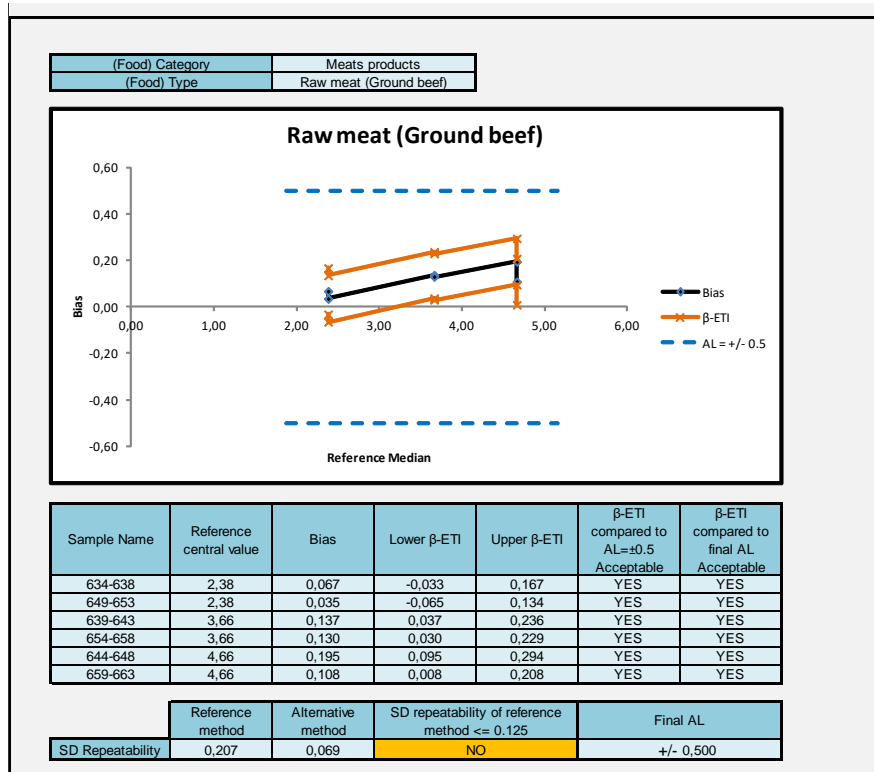 (Food) Category Meats products
(Food) Type Raw meat (Ground beef)
Raw meat (Ground beef)
0,60
0,40
0,20
0,00
-0,20
-0,40
-0,60
0,00 1,00 2,00 3,00 4,00 5,00 6,00
Bias
Reference Median
Bias
β-ETI
AL = +/- 0.5
Sample Name Reference central value Bias Lower β-ETI Upper β-ETI β-ETI compared to AL=±0.5 Acceptable β-ETI compared to final AL Acceptable
634-638 2,38 0,067 -0,033 0,167 YES YES
649-653 2,38 0,035 -0,065 0,134 YES YES
639-643 3,66 0,137 0,037 0,236 YES YES
654-658 3,66 0,130 0,030 0,229 YES YES
644-648 4,66 0,195 0,095 0,294 YES YES
659-663 4,66 0,108 0,008 0,208 YES YES
Reference method Alternative method SD repeatability of reference method <= 0.125 Final AL
SD Repeatability 0,207 0,069 NO +/- 0,500